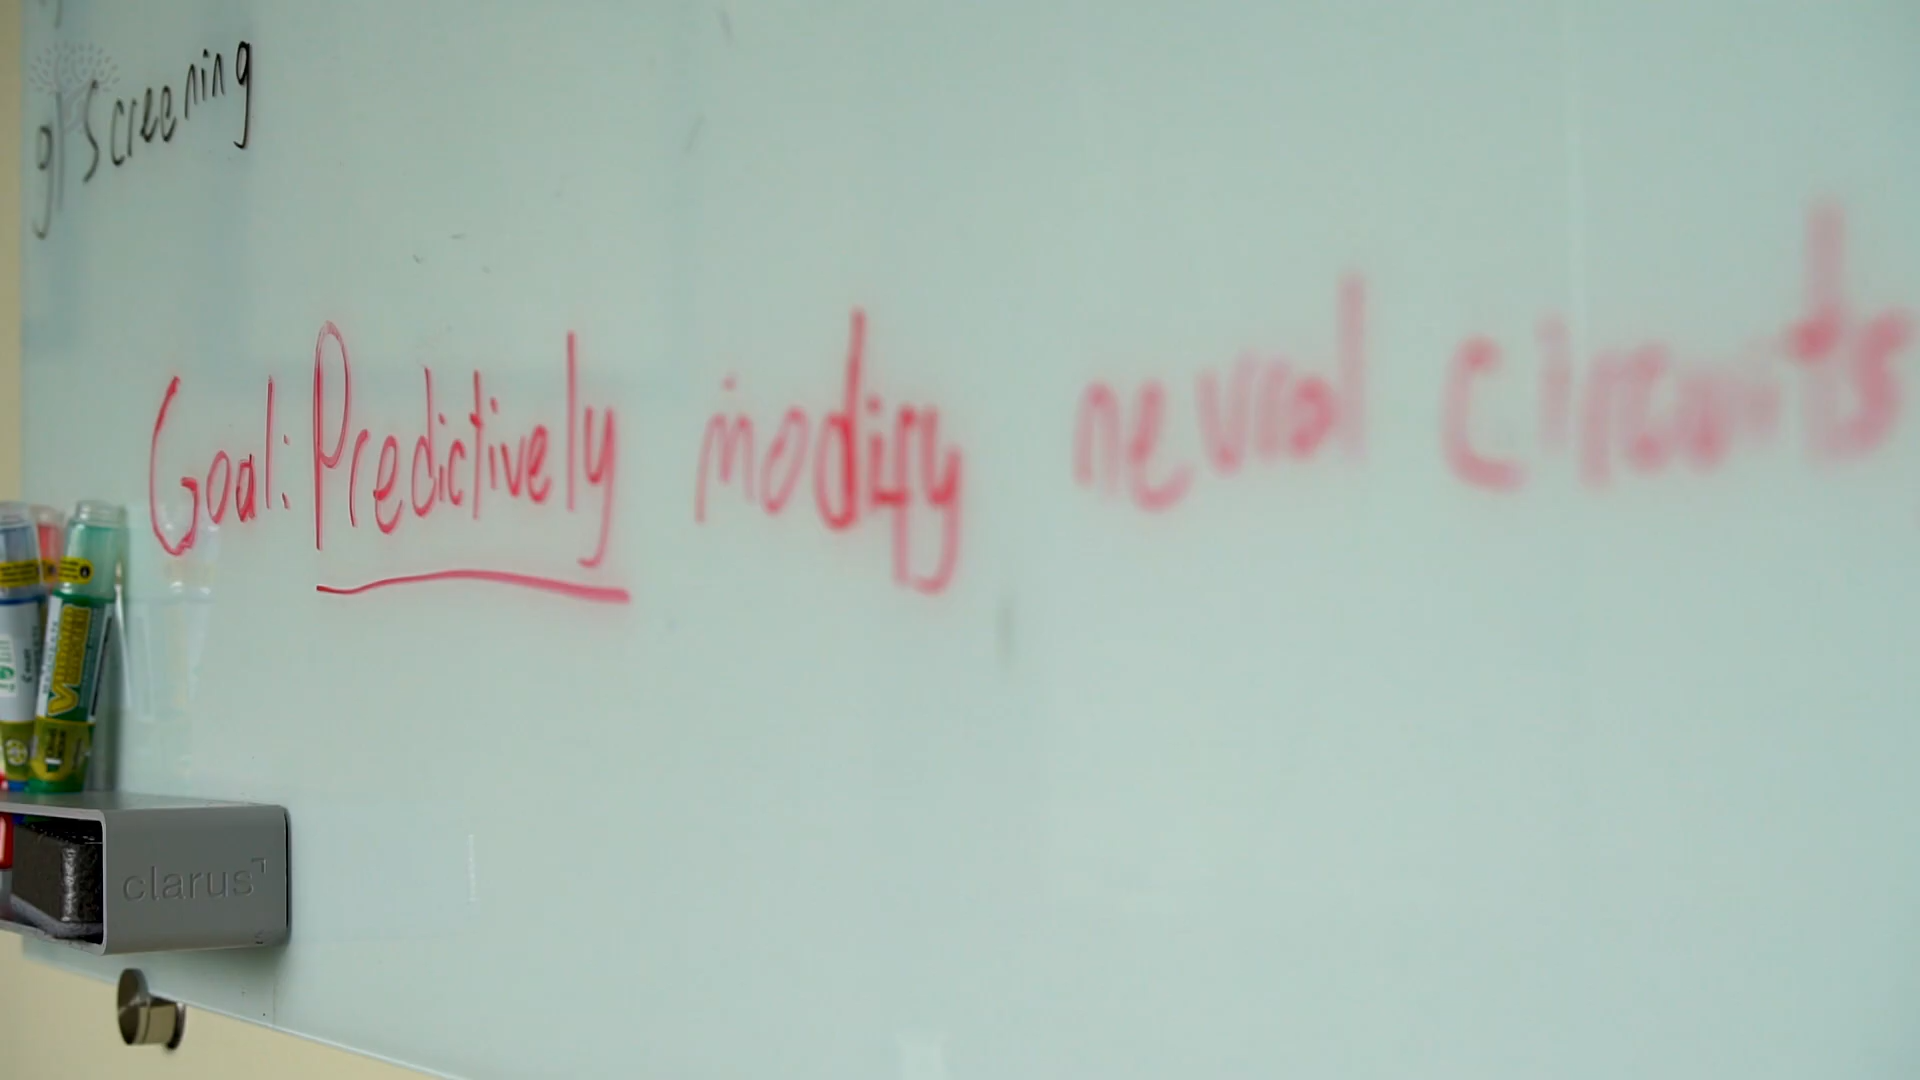 g) Screening
Goal: Predictively modify neural circuits
clarus